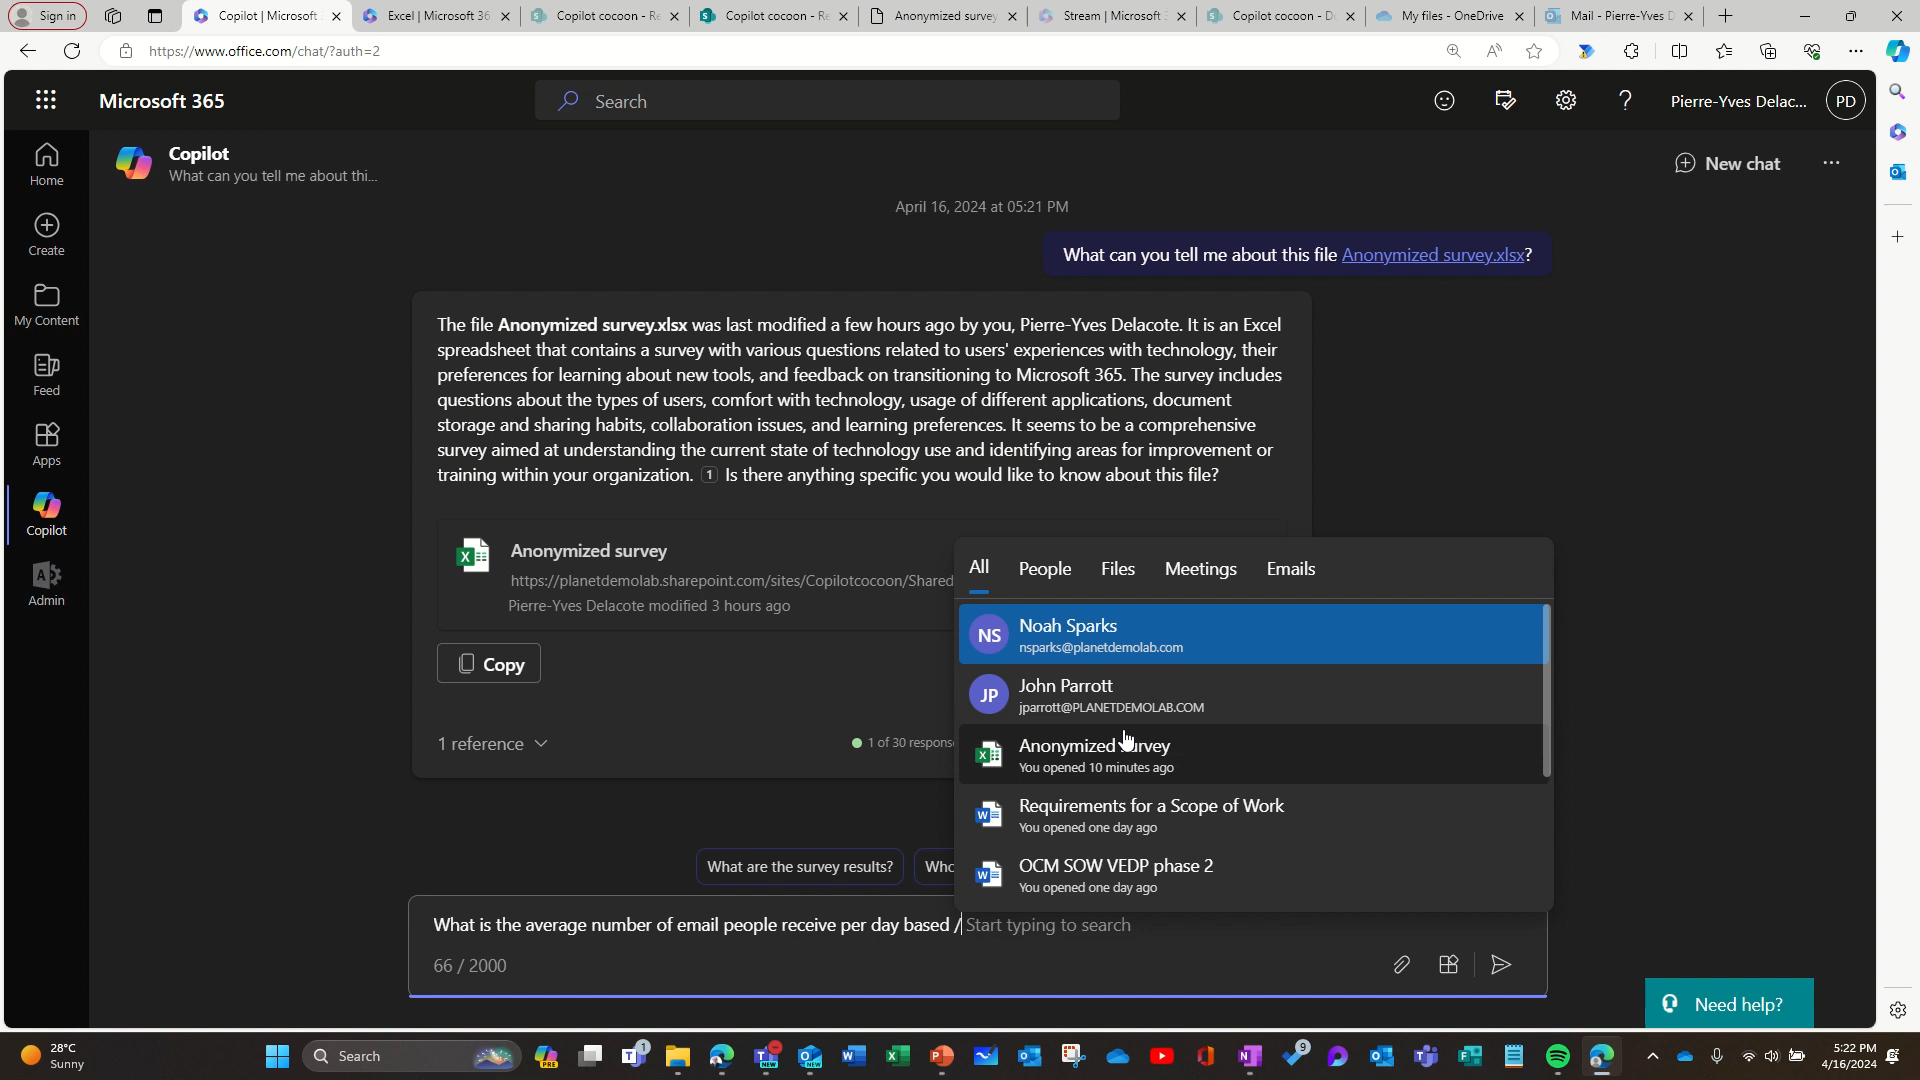 Sign in
Copilot | Microsoft
Excel | Microsoft 36
Copilot cocoon - Re
Copilot cocoon - Re
Anonymized survey
Stream | Microsoft
Copilot cocoon - Do
My files - OneDrive
Mail - Pierre-Yves D
https://www.office.com/chat/?auth=2
Microsoft 365
Search
Pierre-Yves Delac...
PD
Home
Create
My Content
Feed
Apps
Copilot
Admin
Copilot
What can you tell me about thi...
New chat
April 16, 2024 at 05:21 PM
What can you tell me about this file Anonymized survey.xlsx?
The file Anonymized survey.xlsx was last modified a few hours ago by you, Pierre-Yves Delacote. It is an Excel
spreadsheet that contains a survey with various questions related to users' experiences with technology, their
preferences for learning about new tools, and feedback on transitioning to Microsoft 365. The survey includes
questions about the types of users, comfort with technology, usage of different applications, document
storage and sharing habits, collaboration issues, and learning preferences. It seems to be a comprehensive
survey aimed at understanding the current state of technology use and identifying areas for improvement or
training within your organization. 1 Is there anything specific you would like to know about this file?
Anonymized survey
https://planetdemolab.sharepoint.com/sites/Copilotcocoon/Shared
Pierre-Yves Delacote modified 3 hours ago
Copy
1 reference
1 of 30 respons
All People Files Meetings Emails
NS
Noah Sparks
nsparks@planetdemolab.com
JP
John Parrott
jparrott@PLANETDEMOLAB.COM
Anonymized
You opened 10 minutes ago
Requirements for a Scope of Work
You opened one day ago
OCM SOW VEDP phase 2
You opened one day ago
What are the survey results?
Who
What is the average number of email people receive per day based / Start typing to search
66 / 2000
Need help?
28°C
Sunny
Search
PRE
1
NEW
NEW
9
5:22 PM
4/16/2024